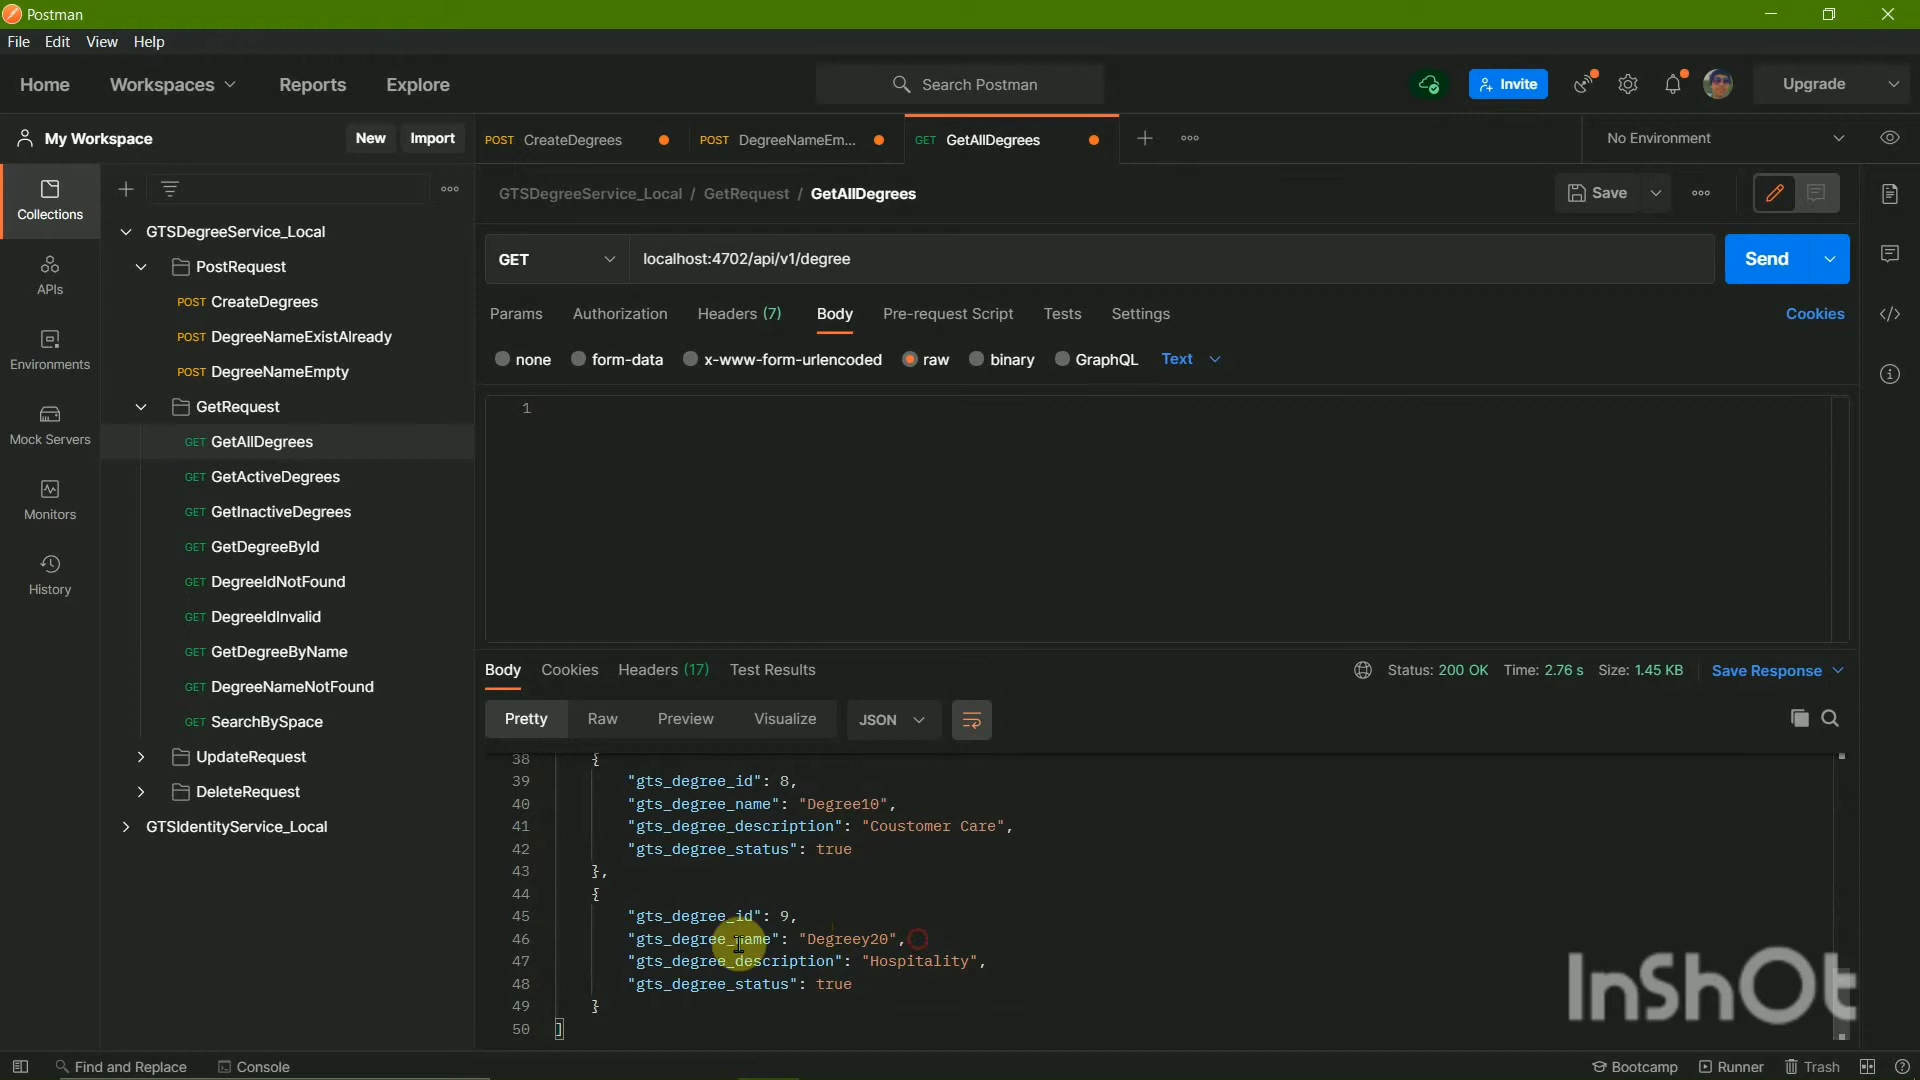 Postman
File Edit View Help
Home Workspaces Reports Explore Search Postman Invite Upgrade
My Workspace New Import POST CreateDegrees POST DegreeNameEm... GET GetAllDegrees No Environment
GTSDegreeService_Local / GetRequest / GetAllDegrees Save
Collections
APIs
Environments
Mock Servers
Monitors
History
GTSDegreeService_Local
PostRequest
POST CreateDegrees
POST DegreeNameExistAlready
POST DegreeNameEmpty
GetRequest
GET GetAllDegrees
GET GetActiveDegrees
GET GetInactiveDegrees
GET GetDegreeById
GET DegreeIdNotFound
GET DegreeIdInvalid
GET GetDegreeByName
GET DegreeNameNotFound
GET SearchBySpace
UpdateRequest
DeleteRequest
GTSIdentityService_Local
GET localhost:4702/api/v1/degree Send
Params Authorization Headers (7) Body Pre-request Script Tests Settings Cookies
none form-data x-www-form-urlencoded raw binary GraphQL Text
1
Body Cookies Headers (17) Test Results Status: 200 OK Time: 2.76 s Size: 1.45 KB Save Response
Pretty Raw Preview Visualize JSON
38 {
39 "gts_degree_id": 8,
40 "gts_degree_name": "Degree10",
41 "gts_degree_description": "Coustomer Care",
42 "gts_degree_status": true
43 },
44 {
45 "gts_degree_id": 9,
46 "gts_degree_name": "Degreey20",
47 "gts_degree_description": "Hospitality",
48 "gts_degree_status": true
49 }
50 ]
InShOt
Find and Replace Console Bootcamp Runner Trash